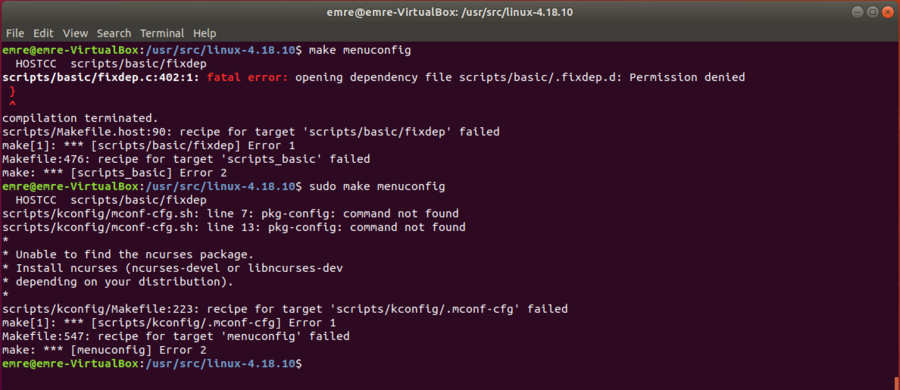 emre@emre-VirtualBox: /usr/src/linux-4.18.10
File Edit View Search Terminal Help
emre@emre-VirtualBox:/usr/src/linux-4.18.10$ make menuconfig
  HOSTCC  scripts/basic/fixdep
scripts/basic/fixdep.c:402:1: fatal error: opening dependency file scripts/basic/.fixdep.d: Permission denied
 }
 ^
compilation terminated.
scripts/Makefile.host:90: recipe for target 'scripts/basic/fixdep' failed
make[1]: *** [scripts/basic/fixdep] Error 1
Makefile:476: recipe for target 'scripts_basic' failed
make: *** [scripts_basic] Error 2
emre@emre-VirtualBox:/usr/src/linux-4.18.10$ sudo make menuconfig
  HOSTCC  scripts/basic/fixdep
scripts/kconfig/mconf-cfg.sh: line 7: pkg-config: command not found
scripts/kconfig/mconf-cfg.sh: line 13: pkg-config: command not found
*
* Unable to find the ncurses package.
* Install ncurses (ncurses-devel or libncurses-dev
* depending on your distribution).
*
scripts/kconfig/Makefile:223: recipe for target 'scripts/kconfig/.mconf-cfg' failed
make[1]: *** [scripts/kconfig/.mconf-cfg] Error 1
Makefile:547: recipe for target 'menuconfig' failed
make: *** [menuconfig] Error 2
emre@emre-VirtualBox:/usr/src/linux-4.18.10$